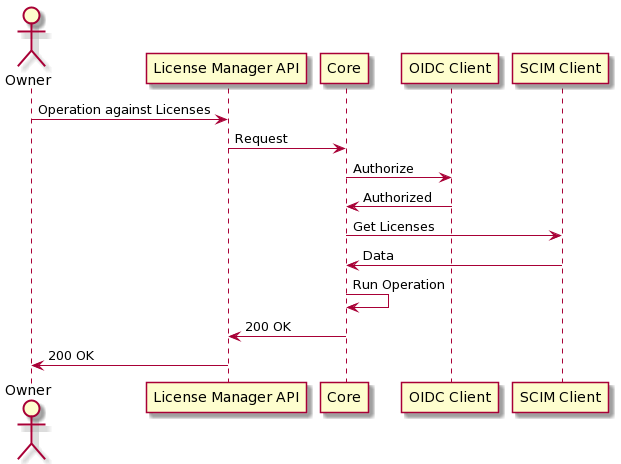 Owner
License Manager API
Core
OIDC Client
SCIM Client
Operation against Licenses
Request
Authorize
Authorized
Get Licenses
Data
Run Operation
200 OK
200 OK
Owner
License Manager API
Core
OIDC Client
SCIM Client